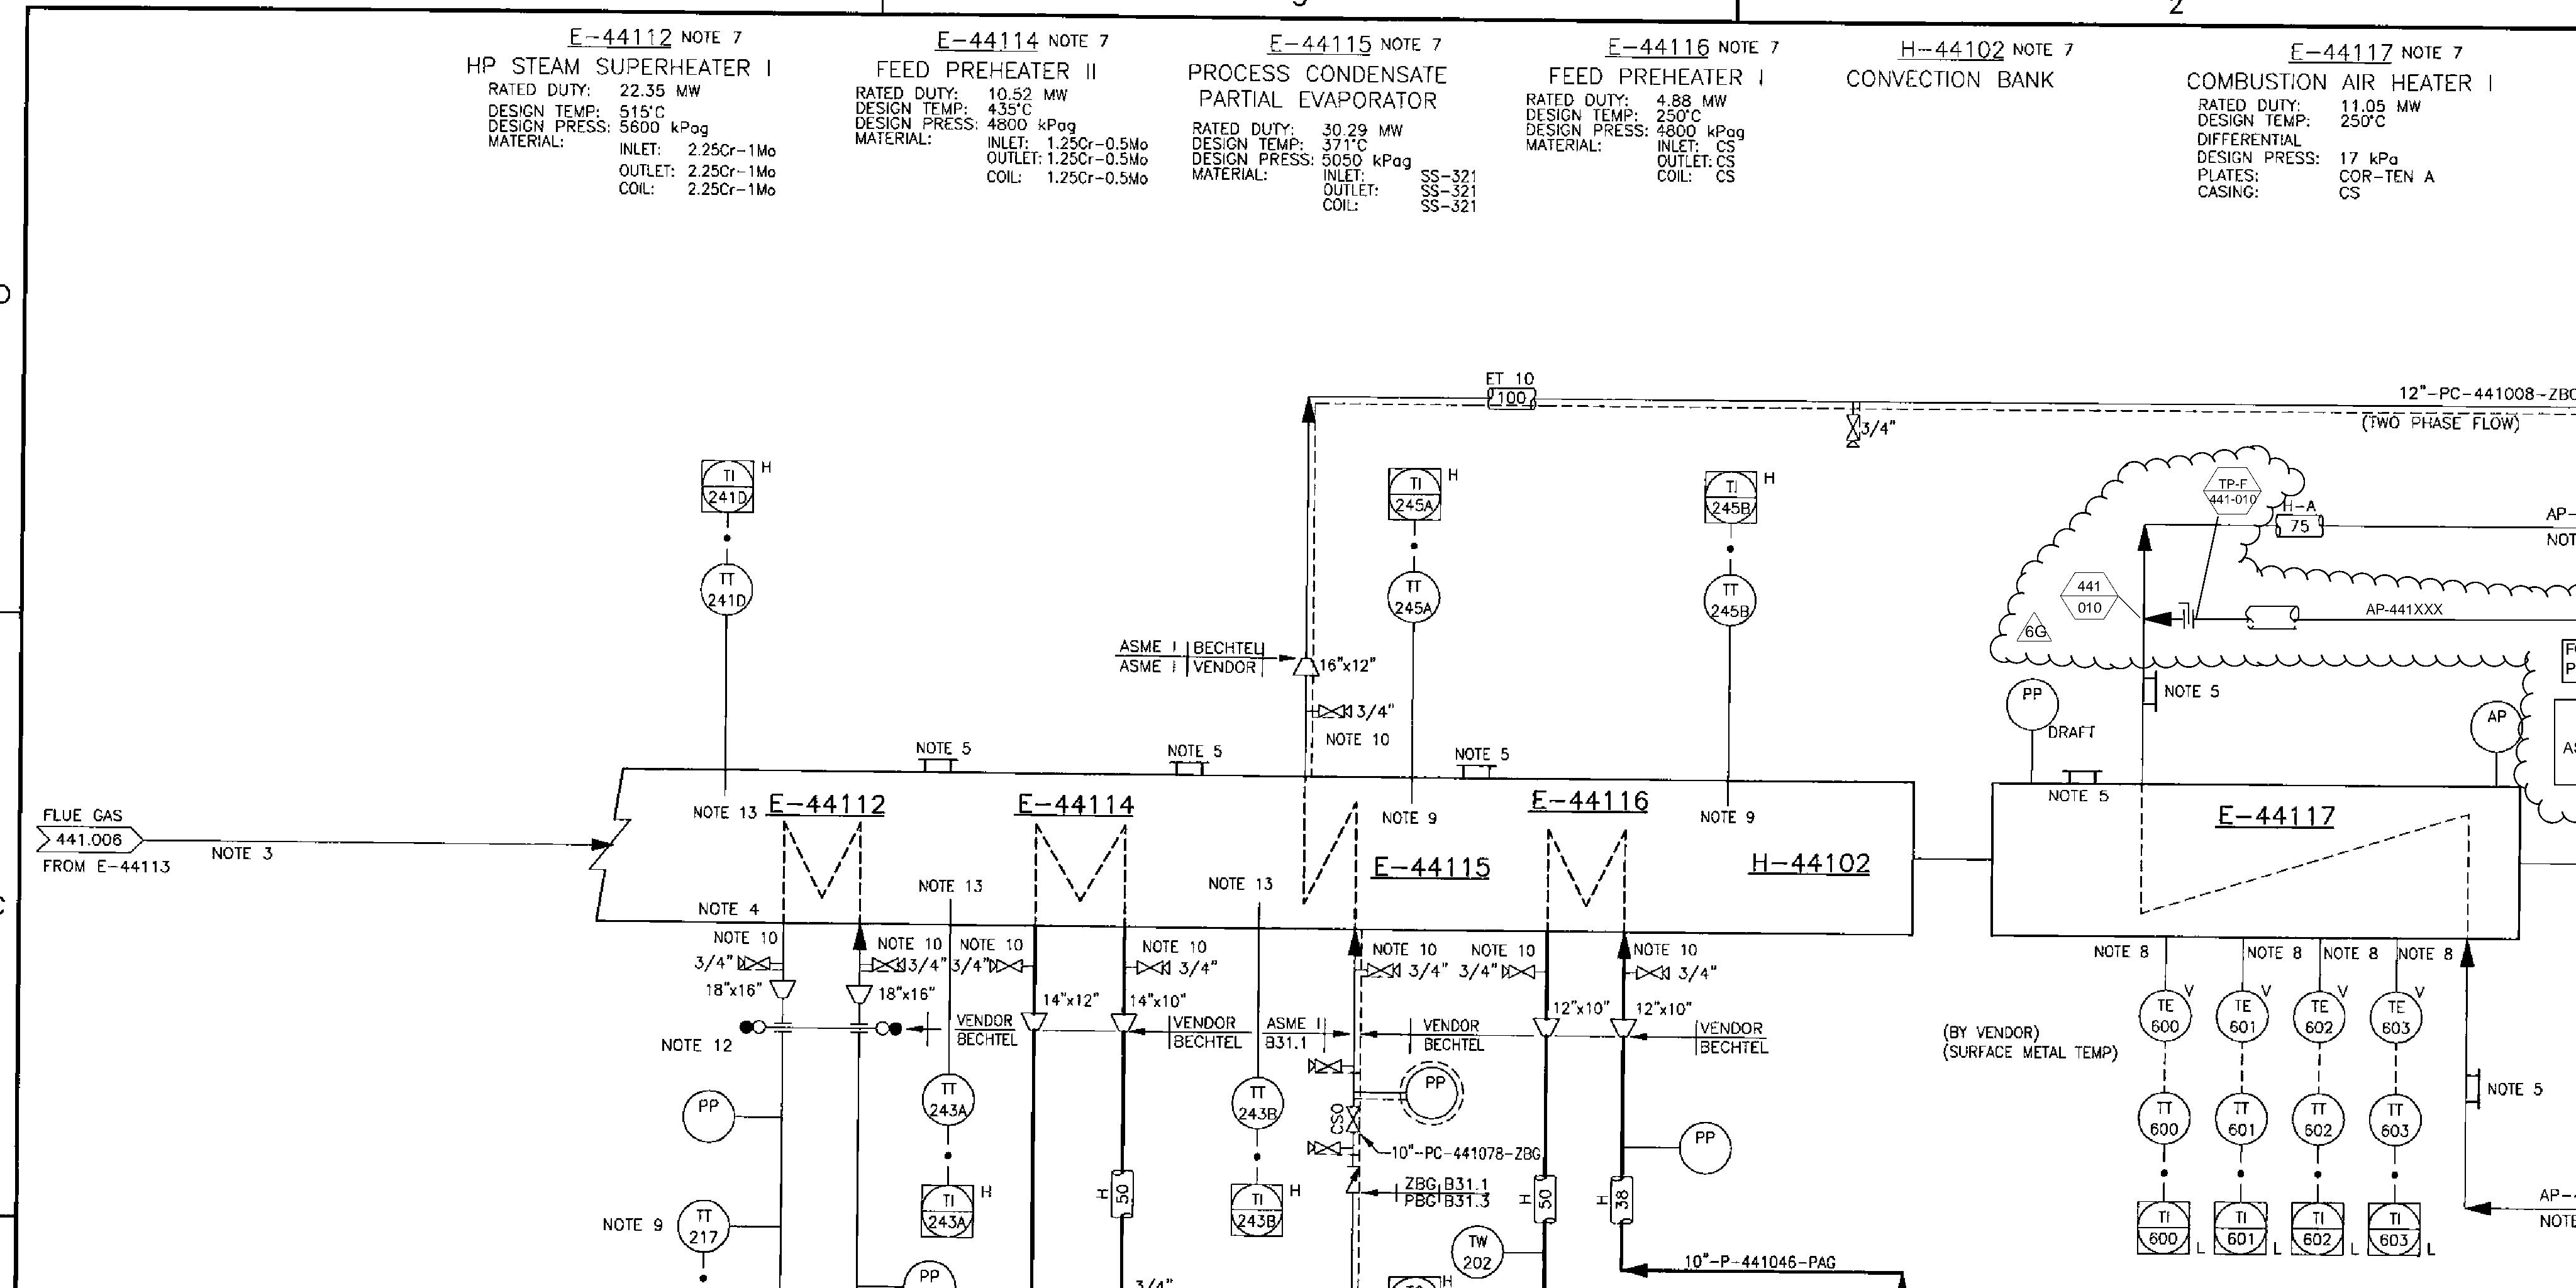 2
E-44112 NOTE 7
HP STEAM SUPERHEATER I
RATED DUTY: 22.35 MW
DESIGN TEMP: 515°C
DESIGN PRESS: 5600 kPag
MATERIAL:
INLET: 2.25Cr-1Mo
OUTLET: 2.25Cr-1Mo
COIL: 2.25Cr-1Mo
E-44114 NOTE 7
FEED PREHEATER II
RATED DUTY: 10.52 MW
DESIGN TEMP: 435°C
DESIGN PRESS: 4800 kPag
MATERIAL:
INLET: 1.25Cr-0.5Mo
OUTLET: 1.25Cr-0.5Mo
COIL: 1.25Cr-0.5Mo
E-44115 NOTE 7
PROCESS CONDENSATE
PARTIAL EVAPORATOR
RATED DUTY: 30.29 MW
DESIGN TEMP: 371°C
DESIGN PRESS: 5050 kPag
MATERIAL: INLET: SS-321
OUTLET: SS-321
COIL: SS-321
E-44116 NOTE 7
FEED PREHEATER I
RATED DUTY: 4.88 MW
DESIGN TEMP: 250°C
DESIGN PRESS: 4800 kPag
MATERIAL: INLET: CS
OUTLET: CS
COIL: CS
H-44102 NOTE 7
CONVECTION BANK
E-44117 NOTE 7
COMBUSTION AIR HEATER I
RATED DUTY: 11.05 MW
DESIGN TEMP: 250°C
DIFFERENTIAL
DESIGN PRESS: 17 kPa
PLATES: COR-TEN A
CASING: CS
ET 10
100
12"-PC-441008-ZBG
(TWO PHASE FLOW)
3/4"
TI
241D
H
TT
241D
TI
245A
H
TT
245A
TI
245B
H
TT
245B
TP-F
441-010
H-A
75
AP-
441
010
AP-441XXX
6G
ASME I BECHTEL
ASME I VENDOR
16"x12"
3/4"
NOTE 10
NOTE 5
PP
DRAFT
AP
NOTE 5
NOTE 5
NOTE 5
NOTE 5
FLUE GAS
441.006
FROM E-44113
NOTE 3
NOTE 13
E-44112
E-44114
NOTE 9
E-44116
NOTE 9
E-44117
E-44115
H-44102
NOTE 13
NOTE 13
NOTE 4
NOTE 10
NOTE 10
NOTE 10
NOTE 10
NOTE 10
NOTE 10
NOTE 10
3/4"
3/4"
3/4"
3/4"
3/4"
3/4"
3/4"
18"x16"
18"x16"
14"x12"
14"x10"
12"x10"
12"x10"
VENDOR
BECHTEL
VENDOR
BECHTEL
ASME I
B31.1
VENDOR
BECHTEL
VENDOR
BECHTEL
NOTE 12
NOTE 8
NOTE 8
NOTE 8
NOTE 8
TE
600
V
TE
601
V
TE
602
V
TE
603
V
(BY VENDOR)
(SURFACE METAL TEMP)
PP
TT
243A
TT
243B
PP
CSO
10"-PC-441078-ZBG
PP
TT
600
TT
601
TT
602
TT
603
NOTE 5
ZBG B31.1
PBG B31.3
NOTE 9
TT
217
TI
243A
H
H
50
TI
243B
H
H
50
H
38
TI
600
L
TI
601
L
TI
602
L
TI
603
L
AP-
TW
202
10"-P-441046-PAG
PP
3/4"
H